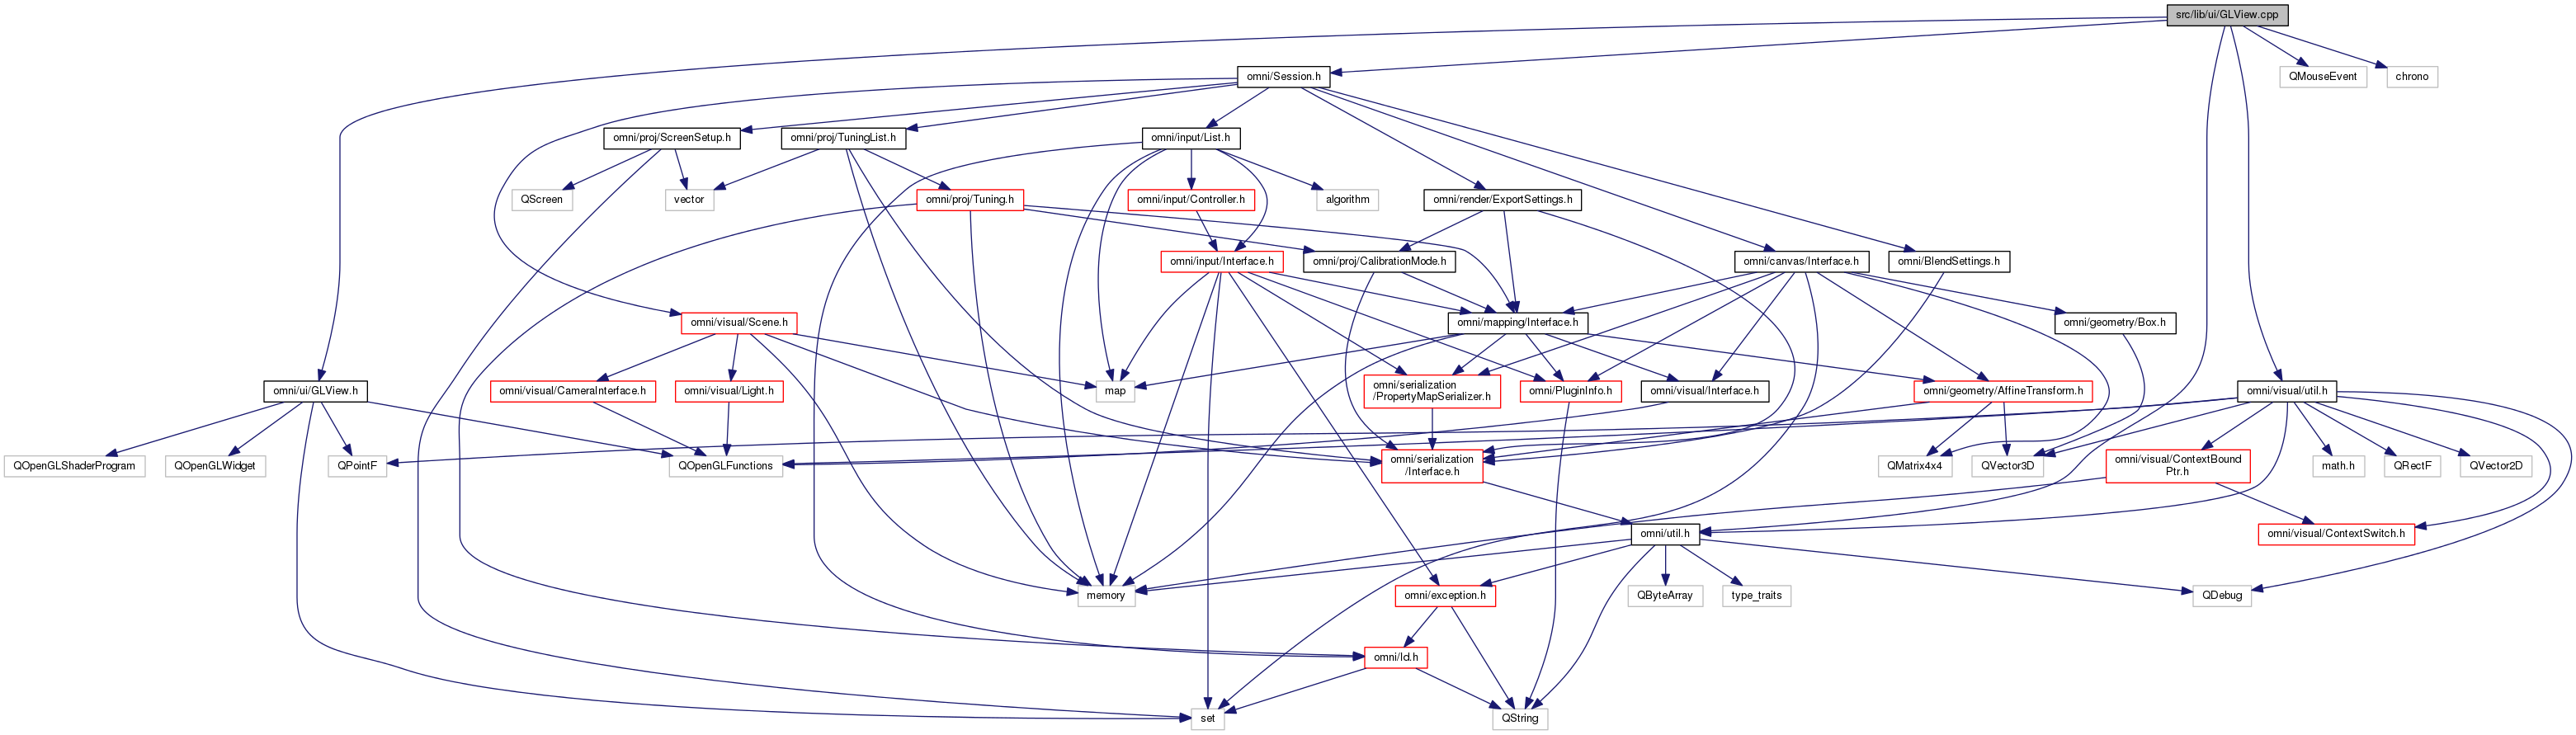 src/lib/ui/GLView.cpp
omni/Session.h
QMouseEvent
chrono
omni/proj/ScreenSetup.h
omni/proj/TuningList.h
omni/input/List.h
QScreen
vector
omni/proj/Tuning.h
omni/input/Controller.h
algorithm
omni/render/ExportSettings.h
omni/input/Interface.h
omni/proj/CalibrationMode.h
omni/canvas/Interface.h
omni/BlendSettings.h
omni/visual/Scene.h
omni/mapping/Interface.h
omni/geometry/Box.h
omni/ui/GLView.h
omni/visual/CameraInterface.h
omni/visual/Light.h
map
omni/serialization
/PropertyMapSerializer.h
omni/PluginInfo.h
omni/visual/Interface.h
omni/geometry/AffineTransform.h
omni/visual/util.h
QOpenGLShaderProgram
QOpenGLWidget
QPointF
QOpenGLFunctions
omni/serialization
/Interface.h
QMatrix4x4
QVector3D
omni/visual/ContextBound
Ptr.h
math.h
QRectF
QVector2D
omni/util.h
omni/visual/ContextSwitch.h
memory
omni/exception.h
QByteArray
type_traits
QDebug
omni/Id.h
set
QString